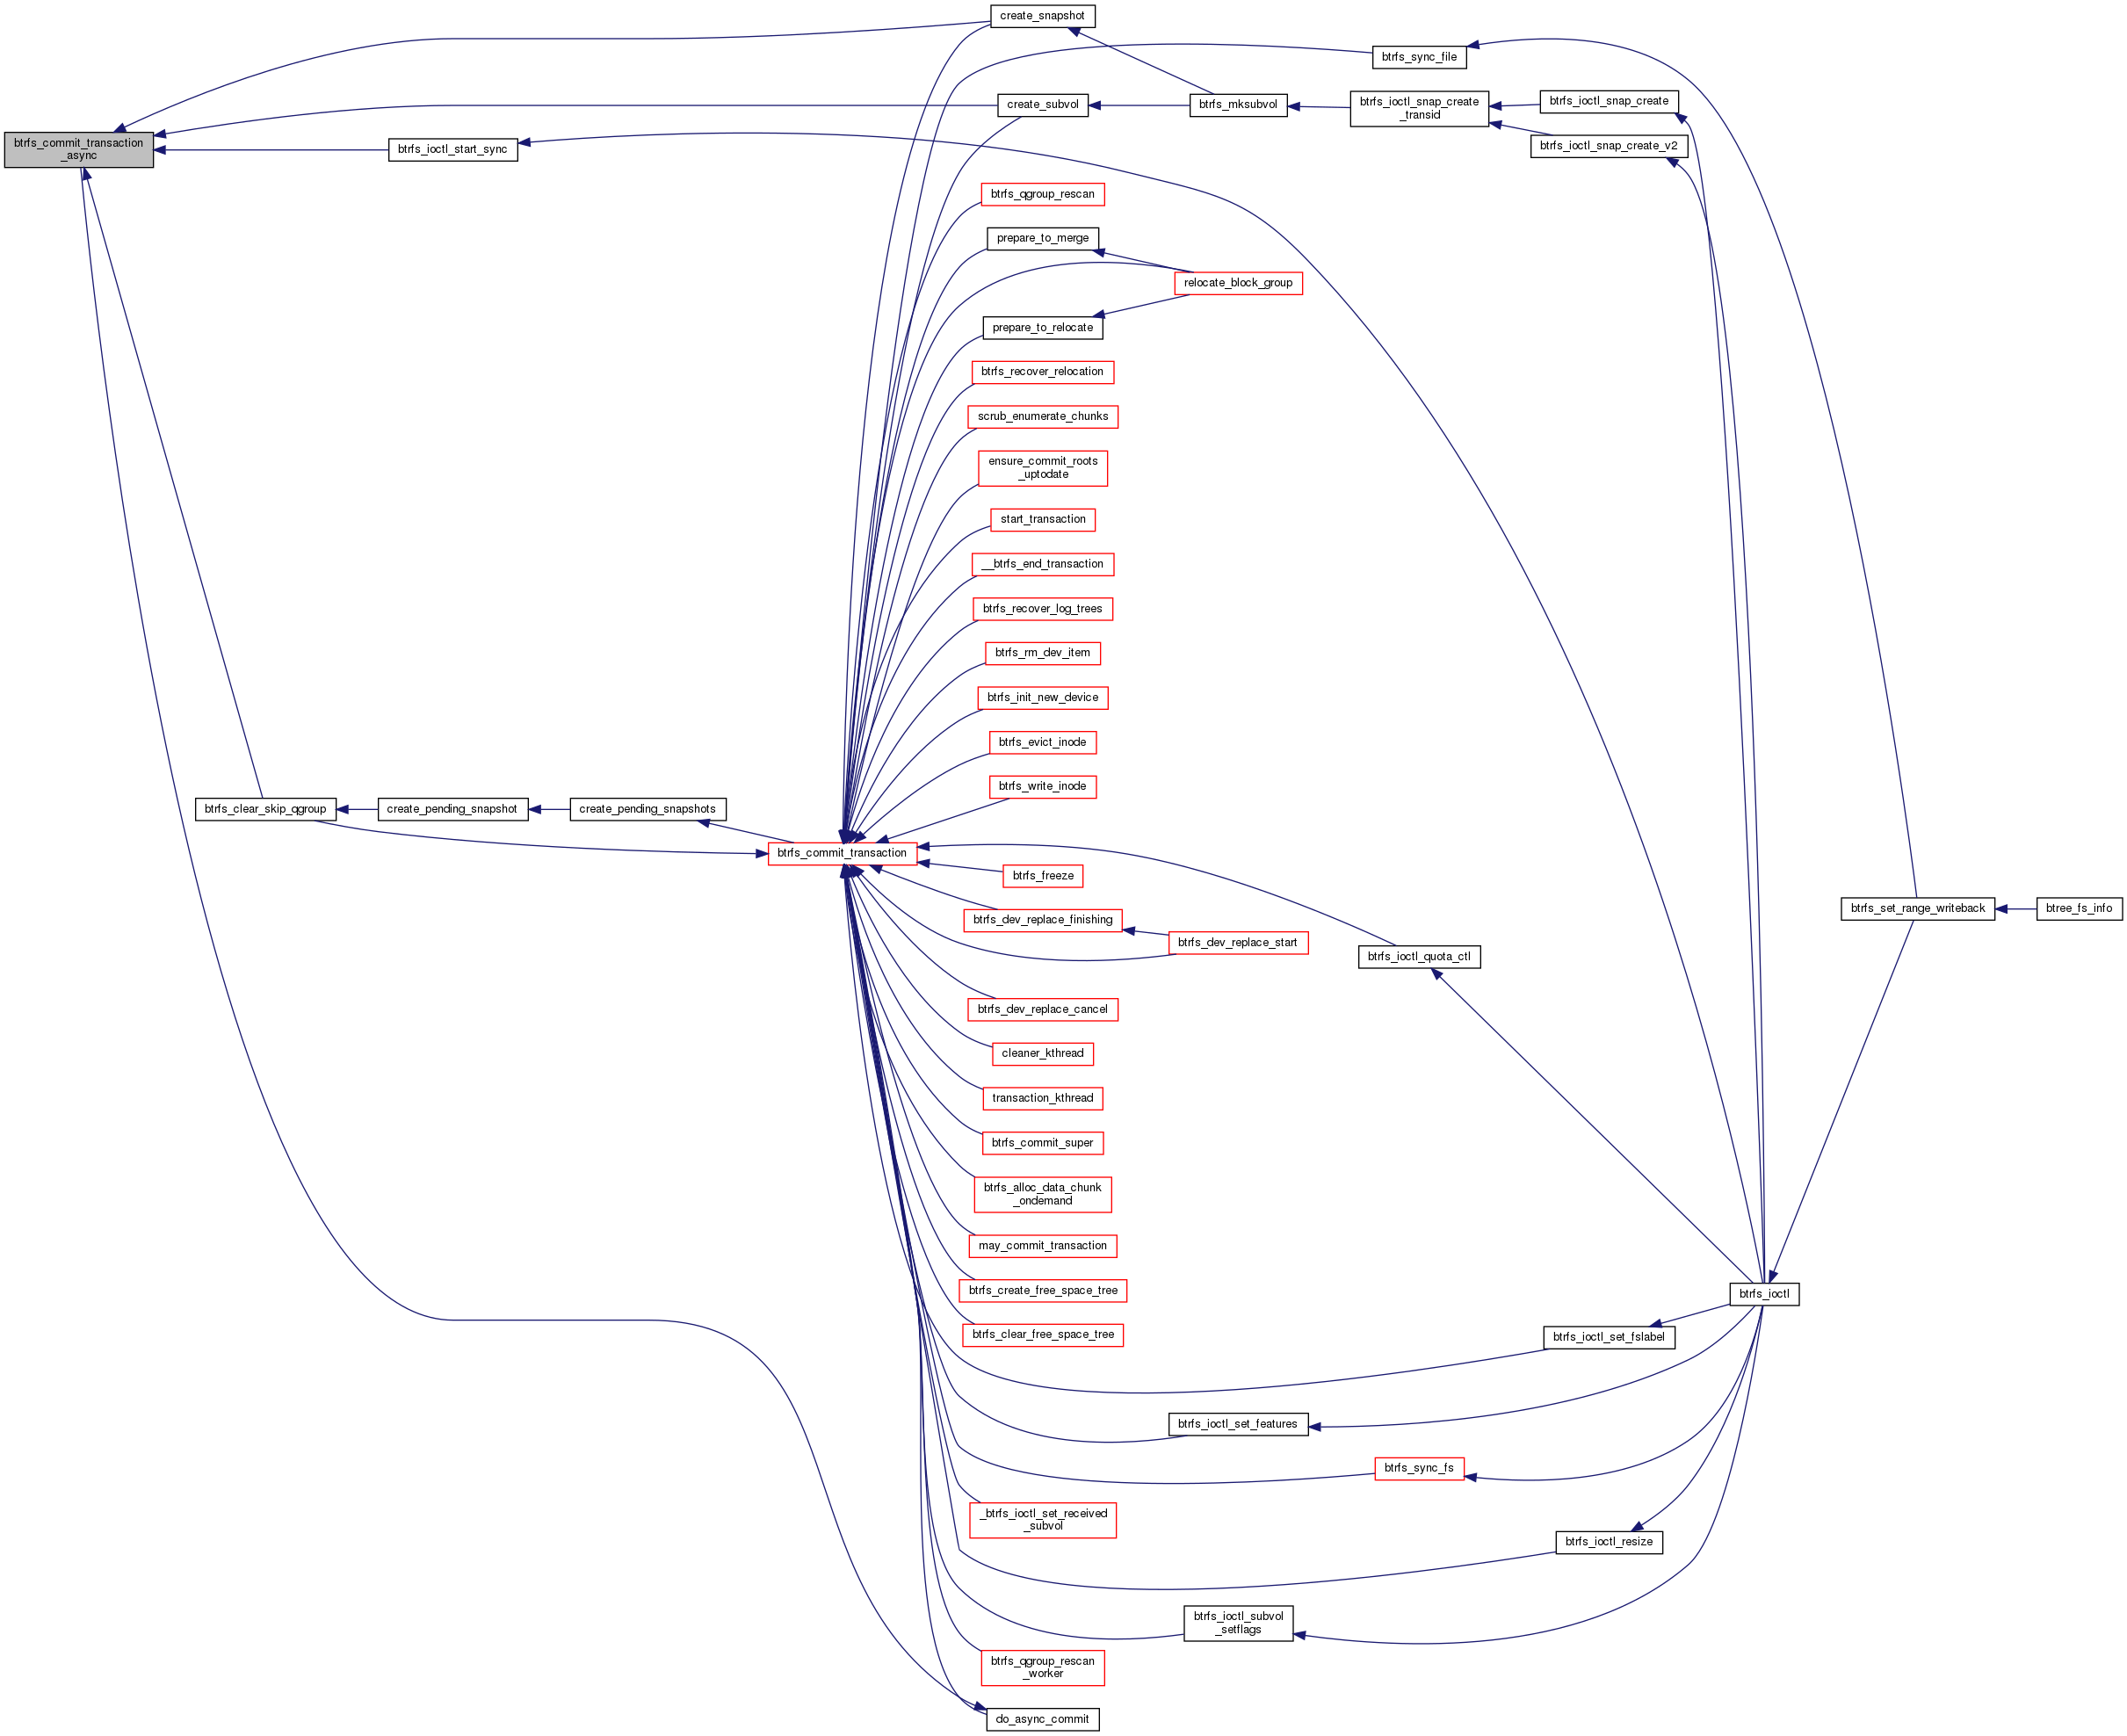 create_snapshot
btrfs_sync_file
create_subvol
btrfs_mksubvol
btrfs_ioctl_snap_create
_transid
btrfs_ioctl_snap_create
btrfs_commit_transaction
_async
btrfs_ioctl_start_sync
btrfs_ioctl_snap_create_v2
btrfs_qgroup_rescan
prepare_to_merge
relocate_block_group
prepare_to_relocate
btrfs_recover_relocation
scrub_enumerate_chunks
ensure_commit_roots
_uptodate
start_transaction
__btrfs_end_transaction
btrfs_recover_log_trees
btrfs_rm_dev_item
btrfs_init_new_device
btrfs_evict_inode
btrfs_write_inode
btrfs_clear_skip_qgroup
create_pending_snapshot
create_pending_snapshots
btrfs_commit_transaction
btrfs_freeze
btrfs_dev_replace_finishing
btrfs_set_range_writeback
btree_fs_info
btrfs_dev_replace_start
btrfs_ioctl_quota_ctl
btrfs_dev_replace_cancel
cleaner_kthread
transaction_kthread
btrfs_commit_super
btrfs_alloc_data_chunk
_ondemand
may_commit_transaction
btrfs_create_free_space_tree
btrfs_ioctl
btrfs_clear_free_space_tree
btrfs_ioctl_set_fslabel
btrfs_ioctl_set_features
btrfs_sync_fs
_btrfs_ioctl_set_received
_subvol
btrfs_ioctl_resize
btrfs_ioctl_subvol
_setflags
btrfs_qgroup_rescan
_worker
do_async_commit